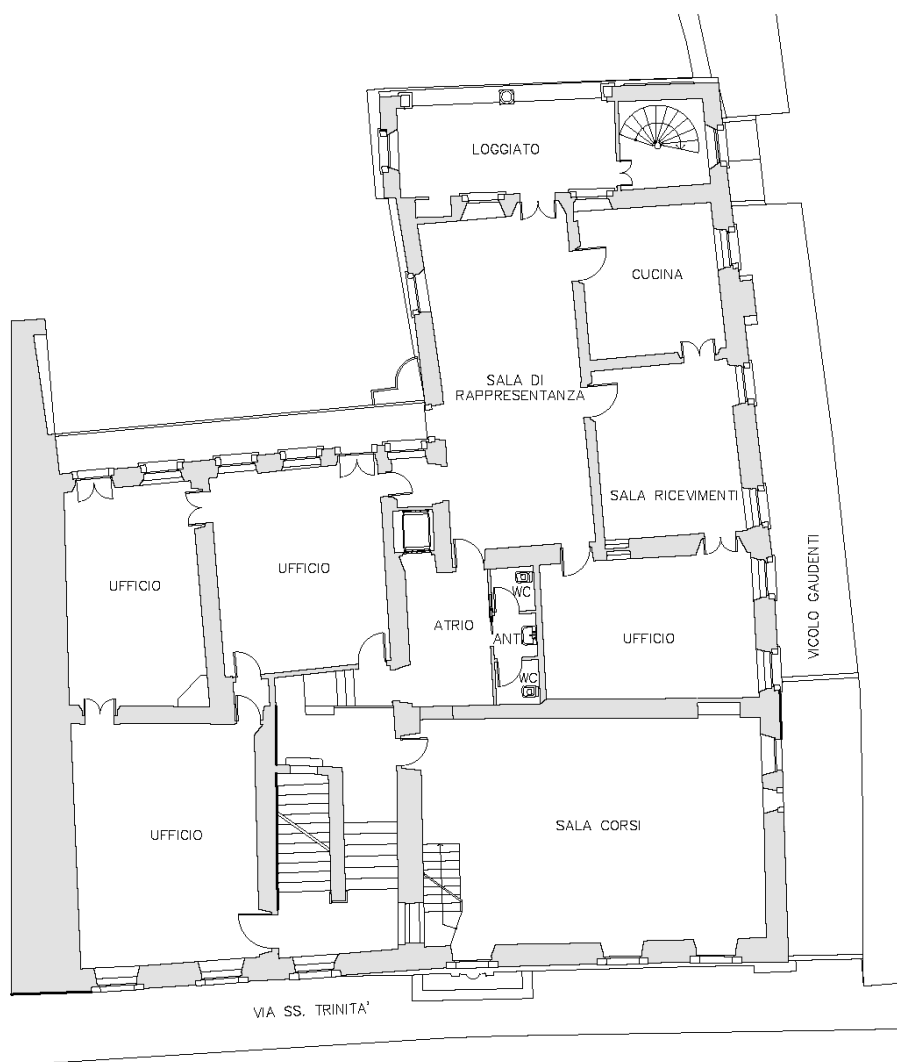 LOGGIATO
CUCINA
SALA DI
RAPPRESENTANZA
SALA RICEVIMENTI
UFFICIO
UFFICIO
WC
ATRIO
ANT
UFFICIO
WC
VICOLO GAUDENTI
UFFICIO
SALA CORSI
VIA SS. TRINITA'